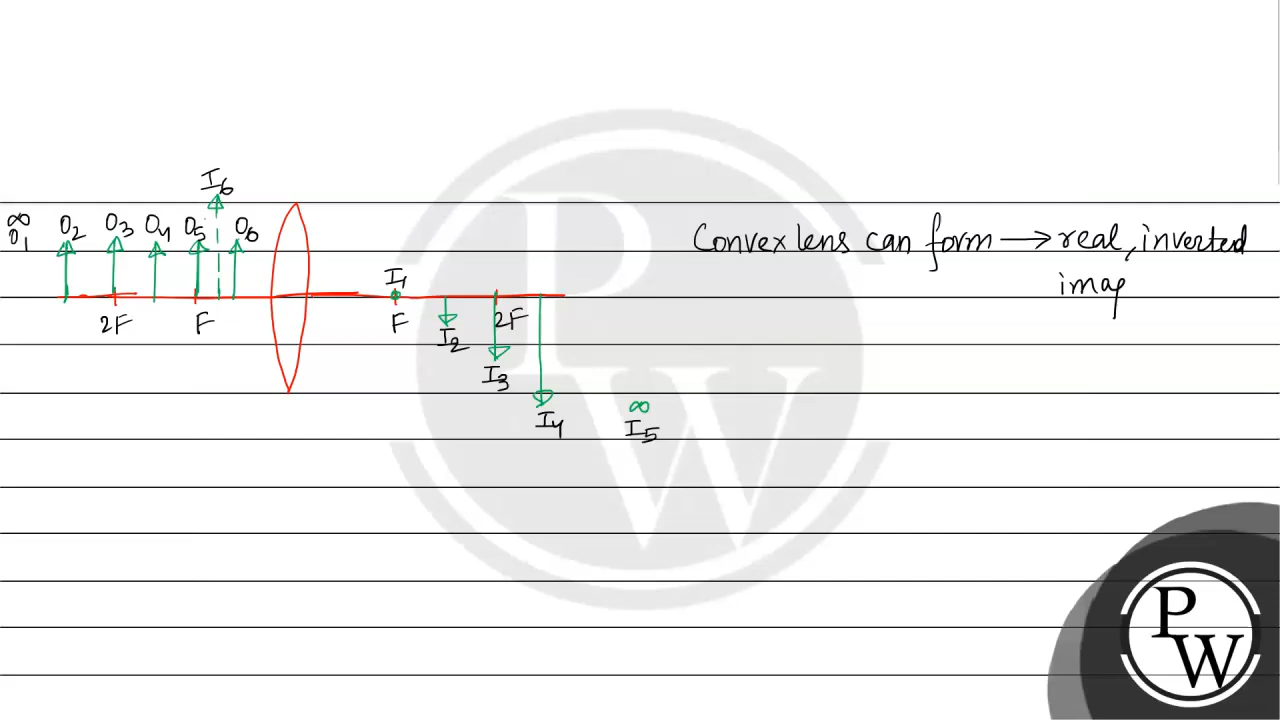 I₆
∞ O₂ O₃ O₄ O₅ O₆
O₁
Convex lens can form → real, inverted
imag
I₁
2F F F I₂ 2F
I₃
I₄ ∞
I₅
P
W
P
W